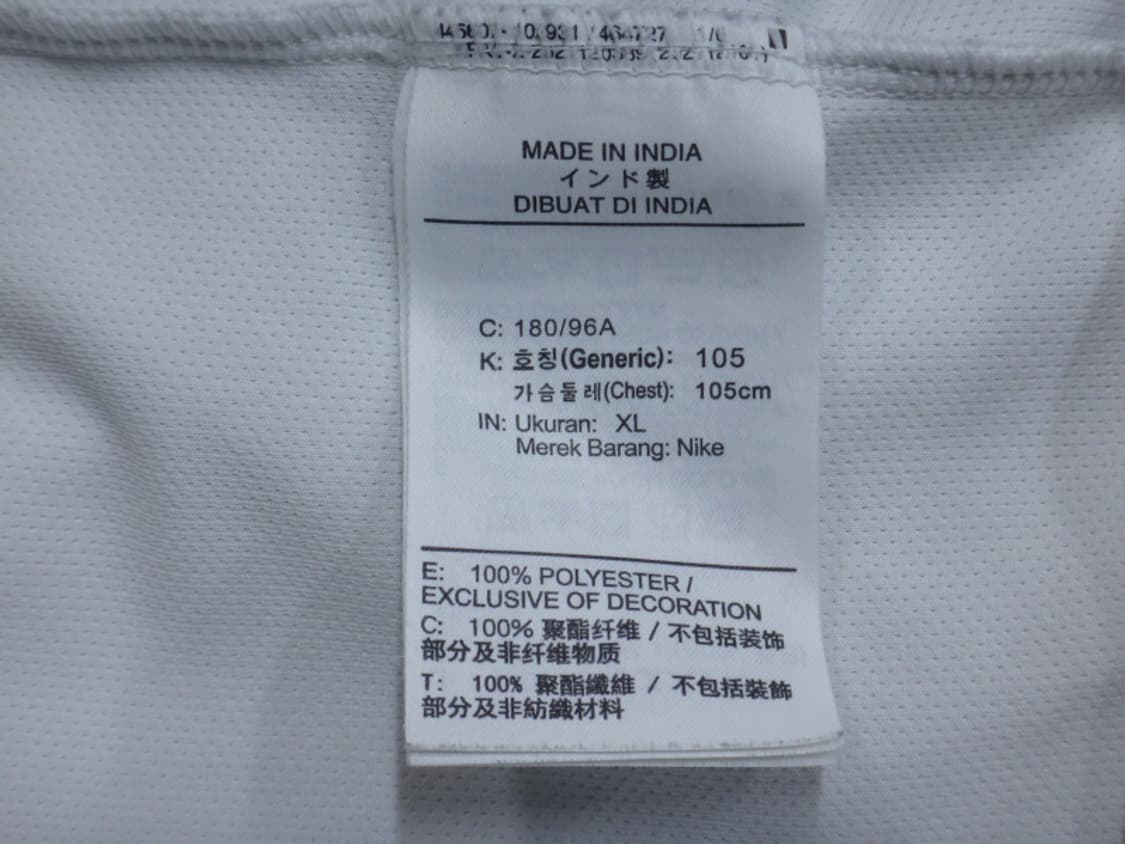 MADE IN INDIA
インド製
DIBUAT DI INDIA
C: 180/96A
K: 호칭(Generic): 105
가슴둘레(Chest): 105cm
IN: Ukuran: XL
Merek Barang: Nike
E: 100% POLYESTER /
EXCLUSIVE OF DECORATION
C: 100% 聚酯纤维 / 不包括装饰
部分及非纤维物质
T: 100% 聚酯纖維 / 不包括裝飾
部分及非紡織材料